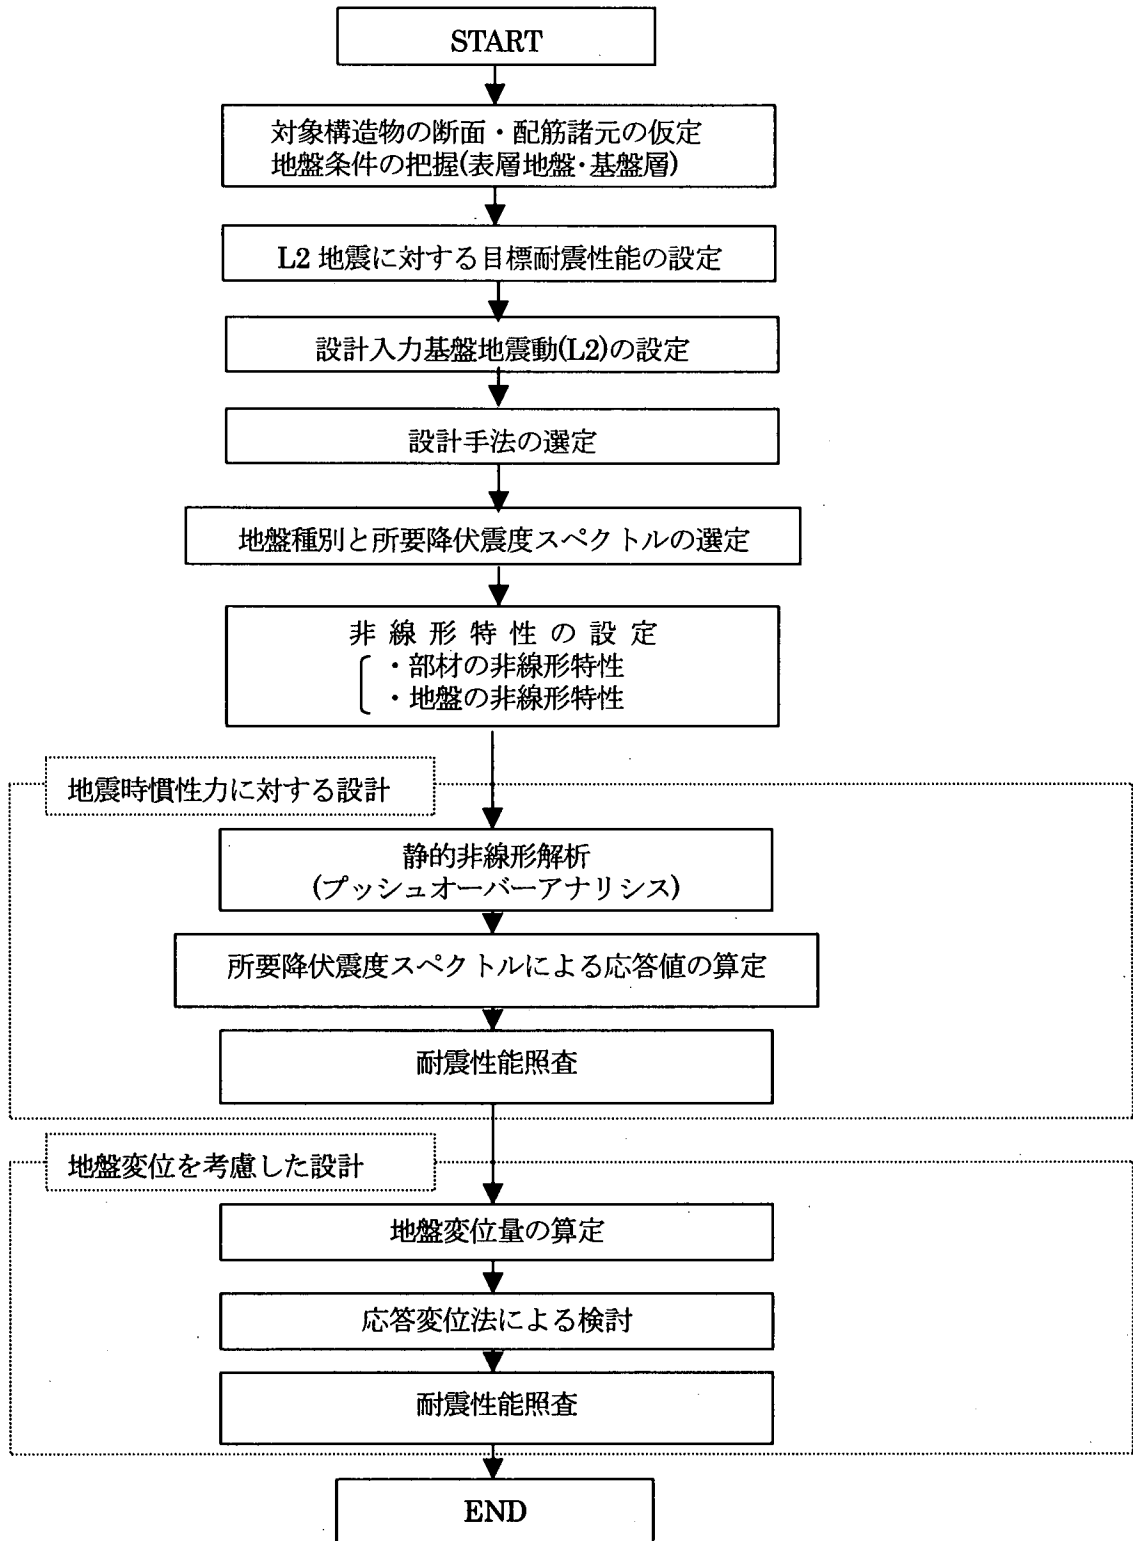 START
対象構造物の断面・配筋諸元の仮定
地盤条件の把握(表層地盤・基盤層)
L2 地震に対する目標耐震性能の設定
設計入力基盤地震動(L2)の設定
設計手法の選定
地盤種別と所要降伏震度スペクトルの選定
非 線 形 特 性 の 設 定
・部材の非線形特性
・地盤の非線形特性
地震時慣性力に対する設計
静的非線形解析
(プッシュオーバーアナリシス)
所要降伏震度スペクトルによる応答値の算定
耐震性能照査
地盤変位を考慮した設計
地盤変位量の算定
応答変位法による検討
耐震性能照査
END